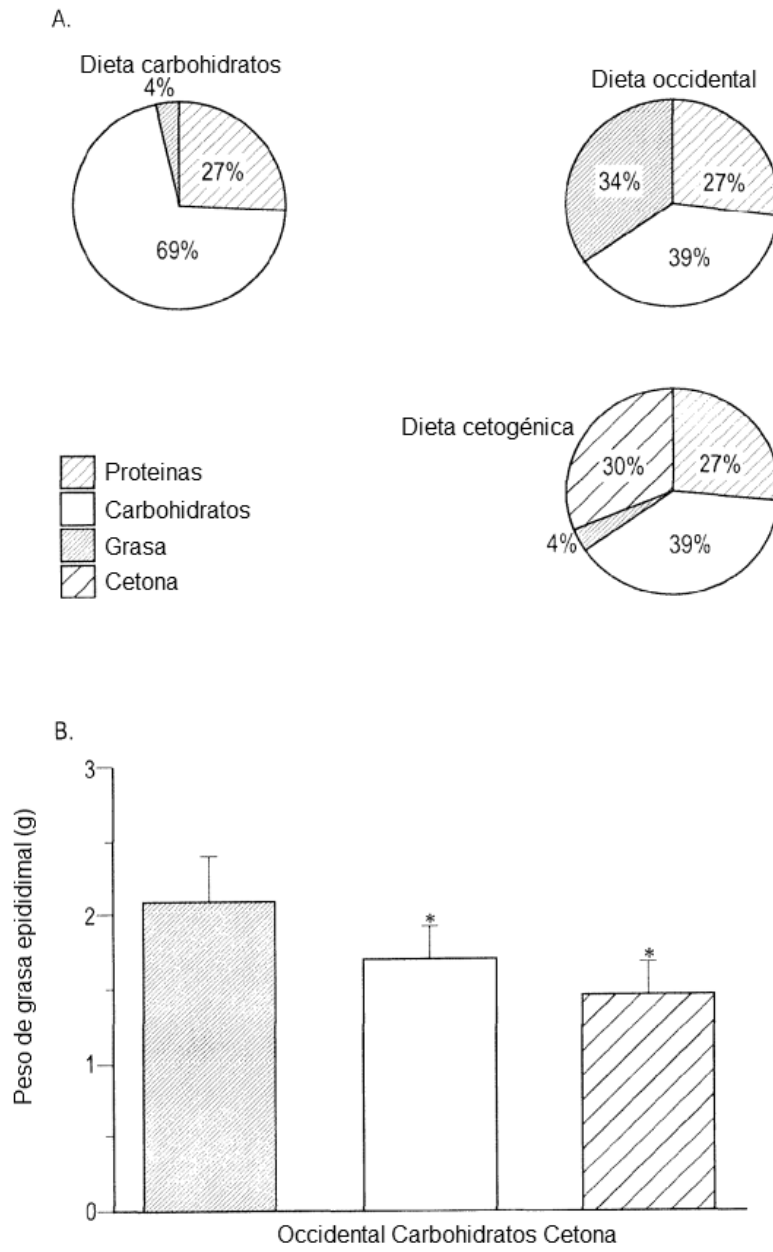 A.
Dieta carbohidratos
4%
27%
69%
Dieta occidental
34%
27%
39%
Dieta cetogénica
30%
27%
4%
39%
Proteinas
Carbohidratos
Grasa
Cetona
B.
Peso de grasa epididimal (g)
3
2
1
0
*
*
Occidental Carbohidratos Cetona